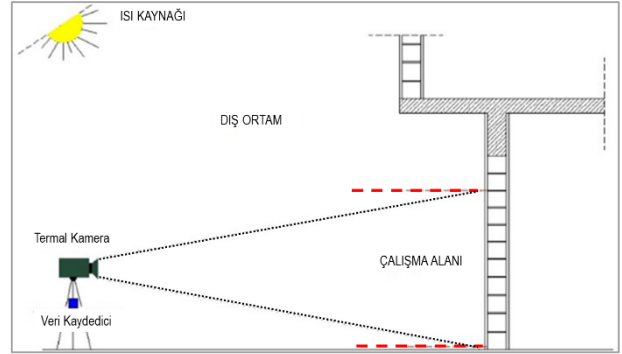 ISI KAYNAĞI
DIŞ ORTAM
Termal Kamera
ÇALIŞMA ALANI
Veri Kaydedici